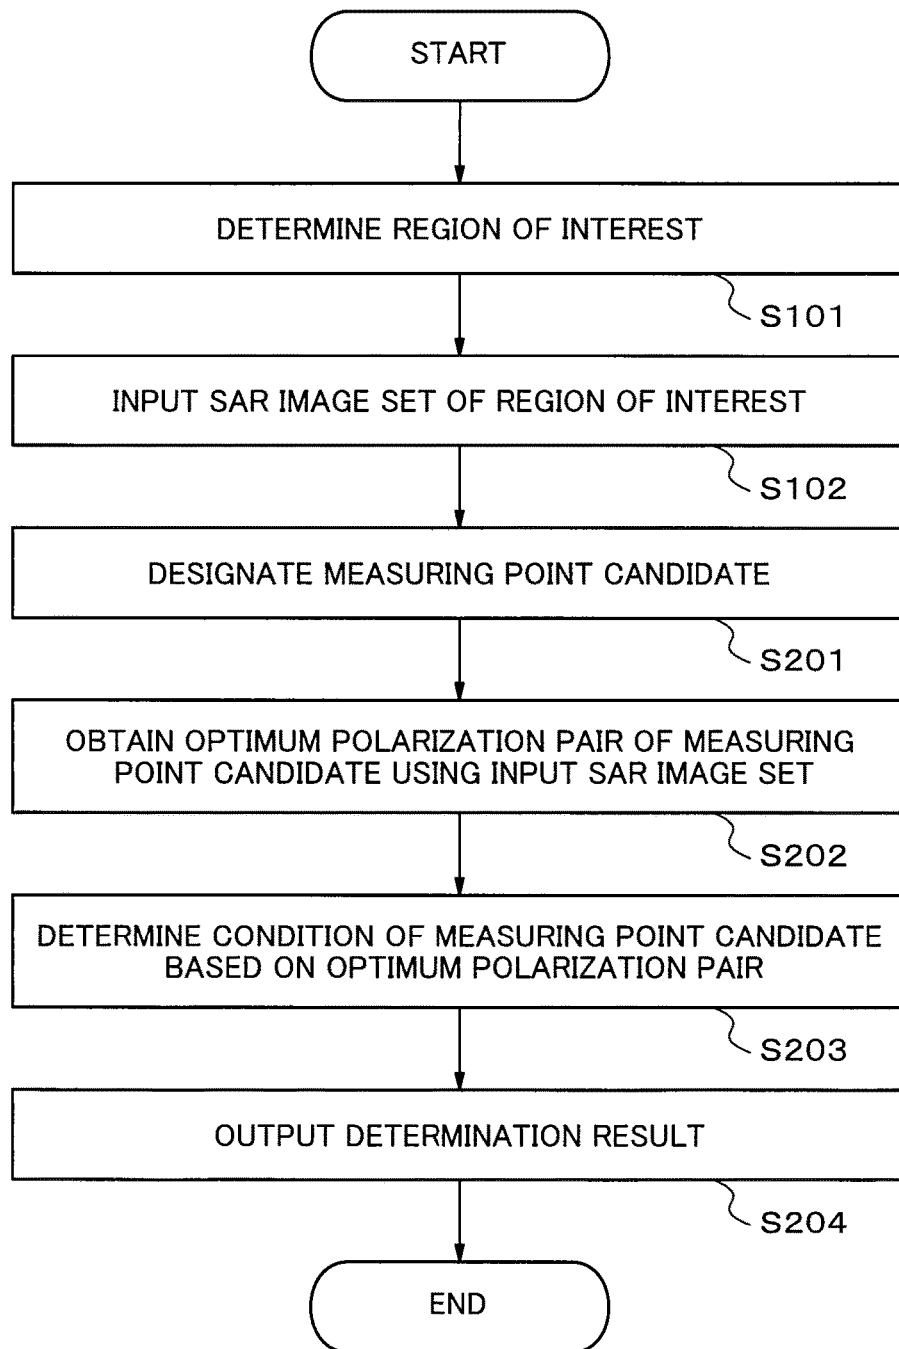 START
DETERMINE REGION OF INTEREST
S101
INPUT SAR IMAGE SET OF REGION OF INTEREST
S102
DESIGNATE MEASURING POINT CANDIDATE
S201
OBTAIN OPTIMUM POLARIZATION PAIR OF MEASURING
POINT CANDIDATE USING INPUT SAR IMAGE SET
S202
DETERMINE CONDITION OF MEASURING POINT CANDIDATE
BASED ON OPTIMUM POLARIZATION PAIR
S203
OUTPUT DETERMINATION RESULT
S204
END